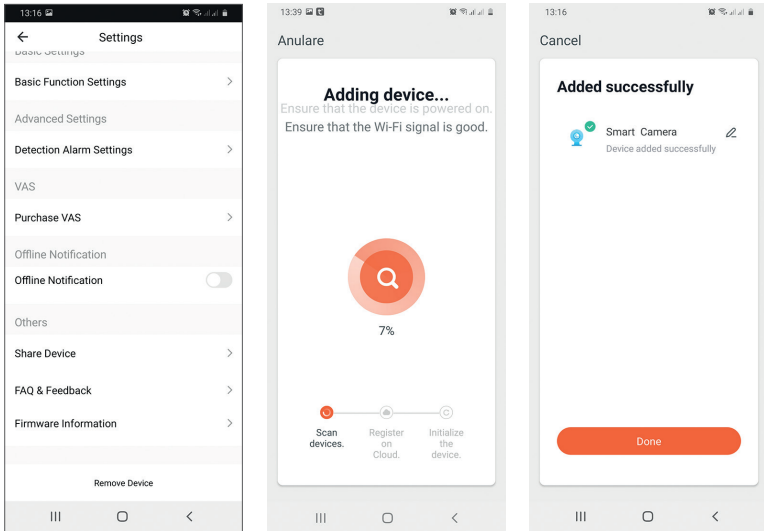 13:16
Settings
Basic Settings
Basic Function Settings
Advanced Settings
Detection Alarm Settings
VAS
Purchase VAS
Offline Notification
Offline Notification
Others
Share Device
FAQ & Feedback
Firmware Information
Remove Device
13:39
Anulare
Adding device...
Ensure that the device is powered on.
Ensure that the Wi-Fi signal is good.
7%
Scan
devices.
Register
on
Cloud.
Initialize
the
device.
13:16
Cancel
Added successfully
Smart Camera
Device added successfully
Done